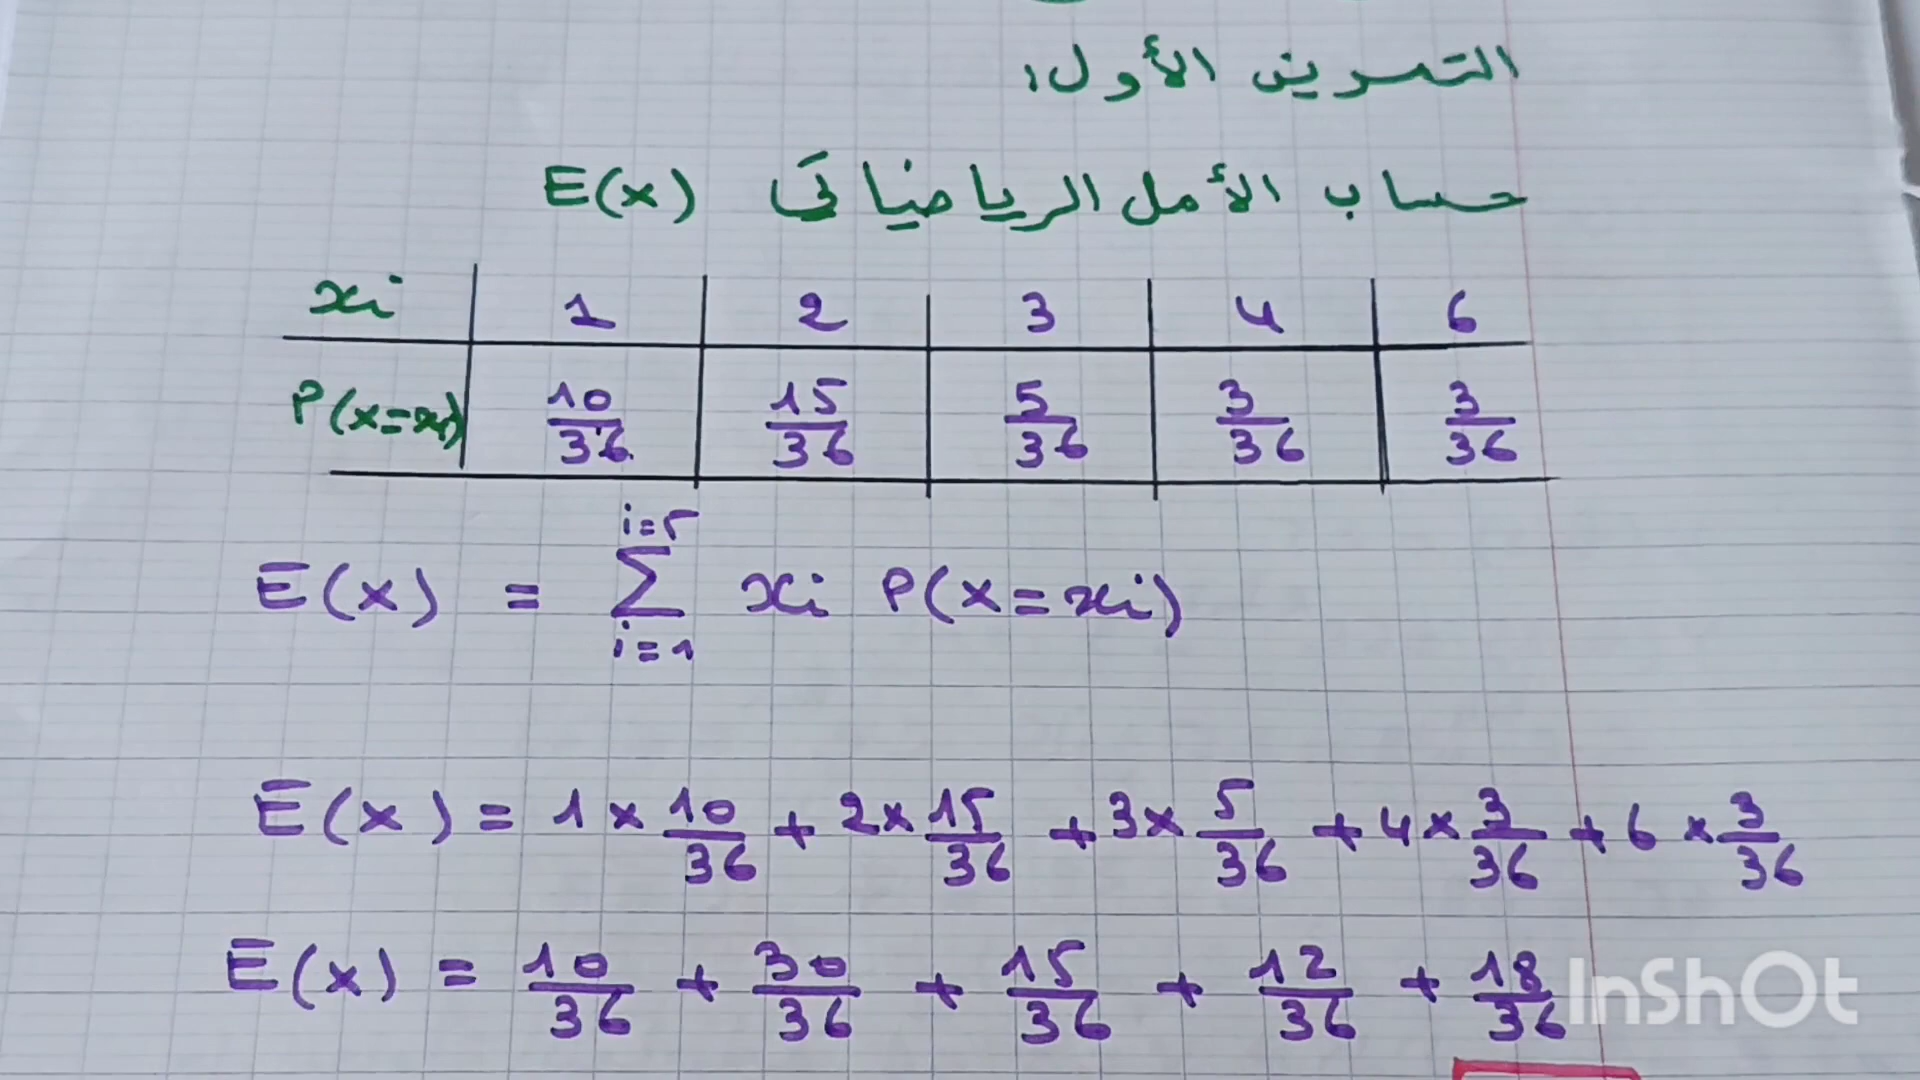 التمرين الأول:
حساب الأمل الرياضياتي E(x)
xi | 1 | 2 | 3 | 4 | 6
P(x=xi) | 10/36 | 15/36 | 5/36 | 3/36 | 3/36
E(x) = \sum_{i=1}^{i=5} xi P(x=xi)
E(x) = 1 × 10/36 + 2 × 15/36 + 3 × 5/36 + 4 × 3/36 + 6 × 3/36
E(x) = 10/36 + 30/36 + 15/36 + 12/36 + 18/36
InShOt